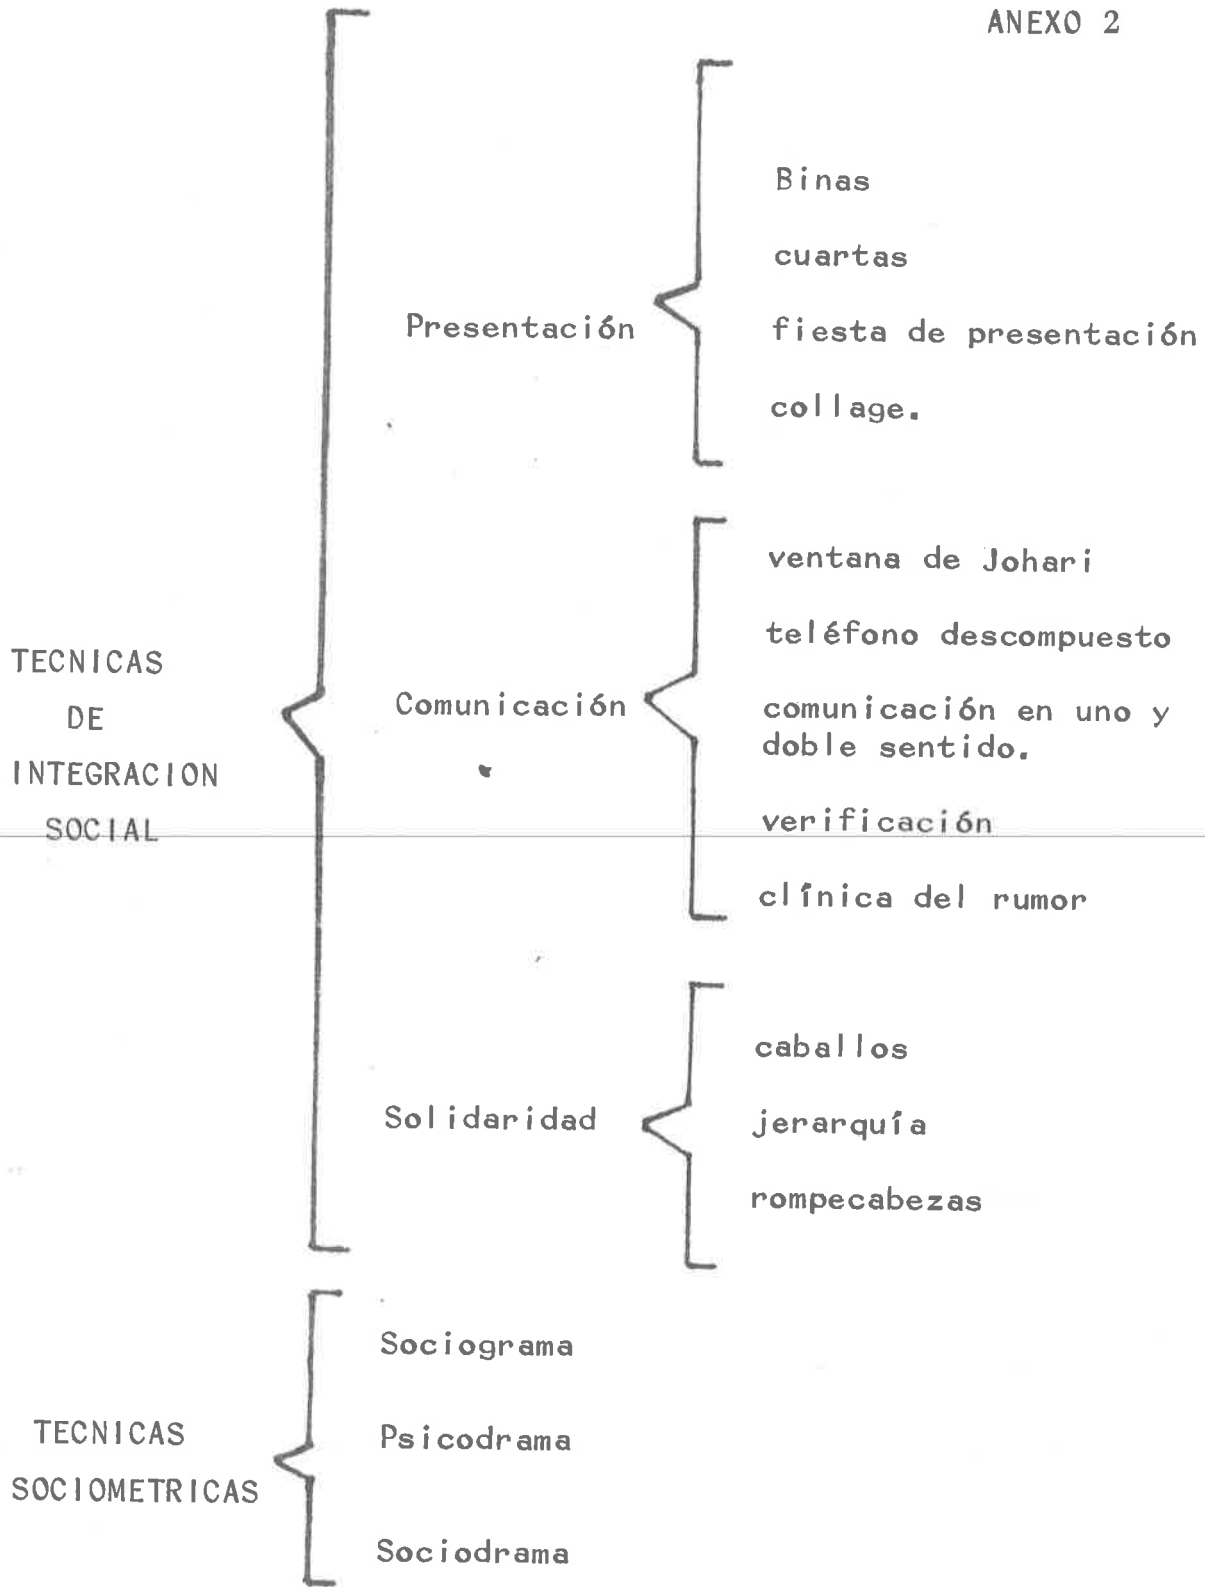 ANEXO 2
TECNICAS
DE
INTEGRACION
SOCIAL
Presentación
Binas
cuartas
fiesta de presentación
collage.
Comunicación
ventana de Johari
teléfono descompuesto
comunicación en uno y
doble sentido.
verificación
clínica del rumor
Solidaridad
caballos
jerarquía
rompecabezas
TECNICAS
SOCIOMETRICAS
Sociograma
Psicodrama
Sociodrama